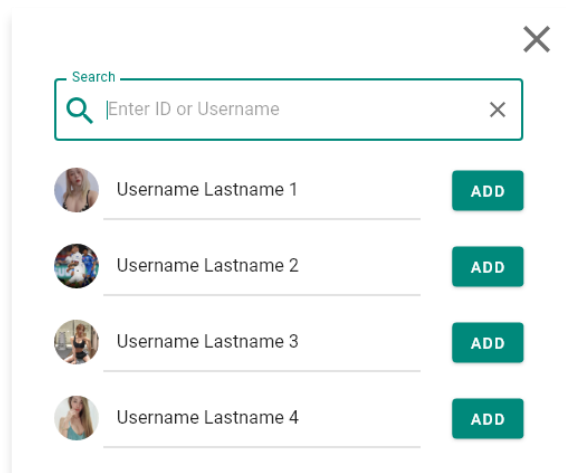 Search
Enter ID or Username
Username Lastname 1
ADD
Username Lastname 2
ADD
Username Lastname 3
ADD
Username Lastname 4
ADD